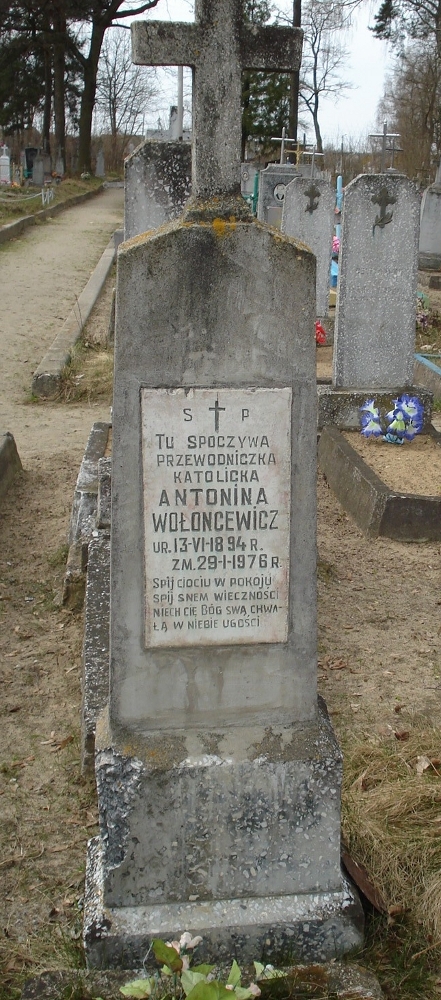 S P
TU SPOCZYWA
PRZEWODNICZKA
KATOLICKA
ANTONINA
WOŁONCEWICZ
UR. 13-VI-1894 R.
ZM. 29-I-1976 R.
ŚPIJ CIOCIU W POKOJU
ŚPIJ SNEM WIECZNOŚCI
NIECH CIĘ BÓG SWĄ CHWA-
ŁĄ W NIEBIE UGOŚCI